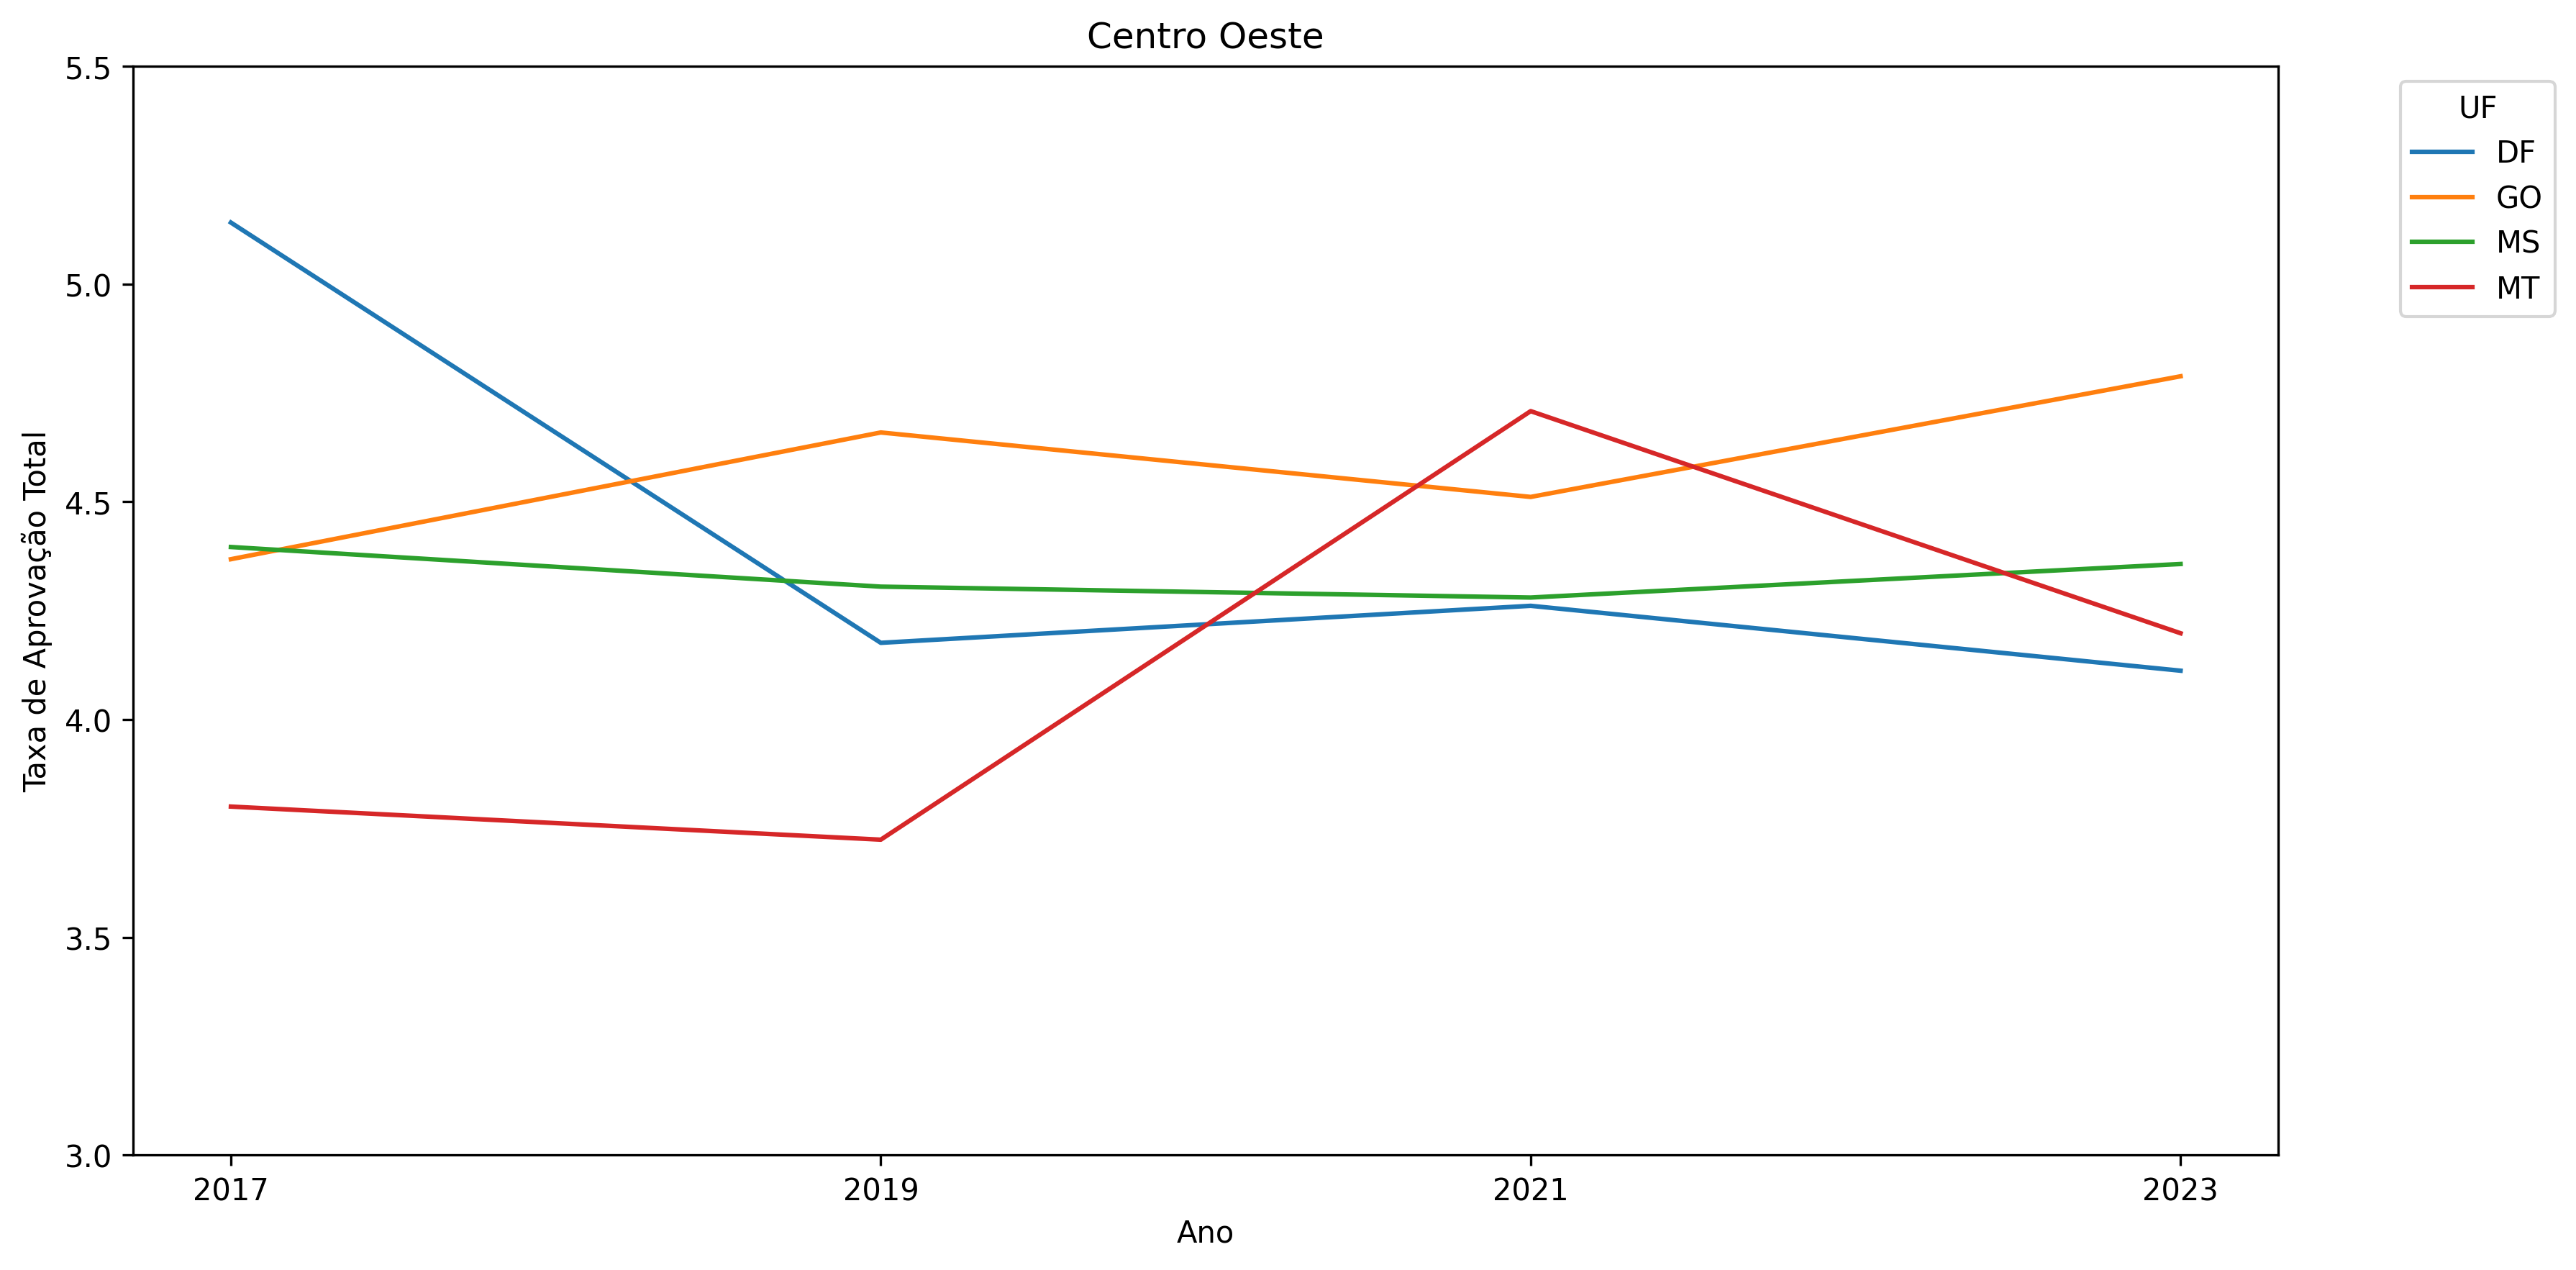 Centro Oeste
5.5
5.0
4.5
4.0
3.5
3.0
Taxa de Aprovação Total
2017 2019 2021 2023
Ano
UF
DF
GO
MS
MT